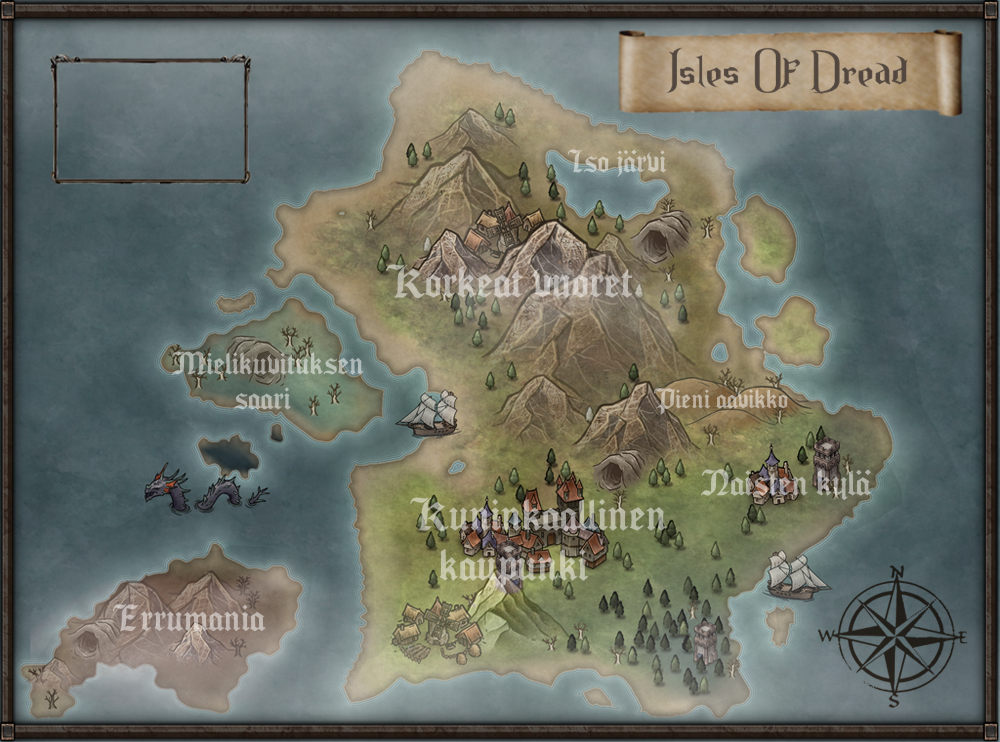 Isles Of Dread
Iso järvi
Korkeat vuoret
Mielikuvituksen
saari
Pieni aavikko
Naisten kylä
Kuninkaallinen
kaupunki
Errumania
N
W
E
S